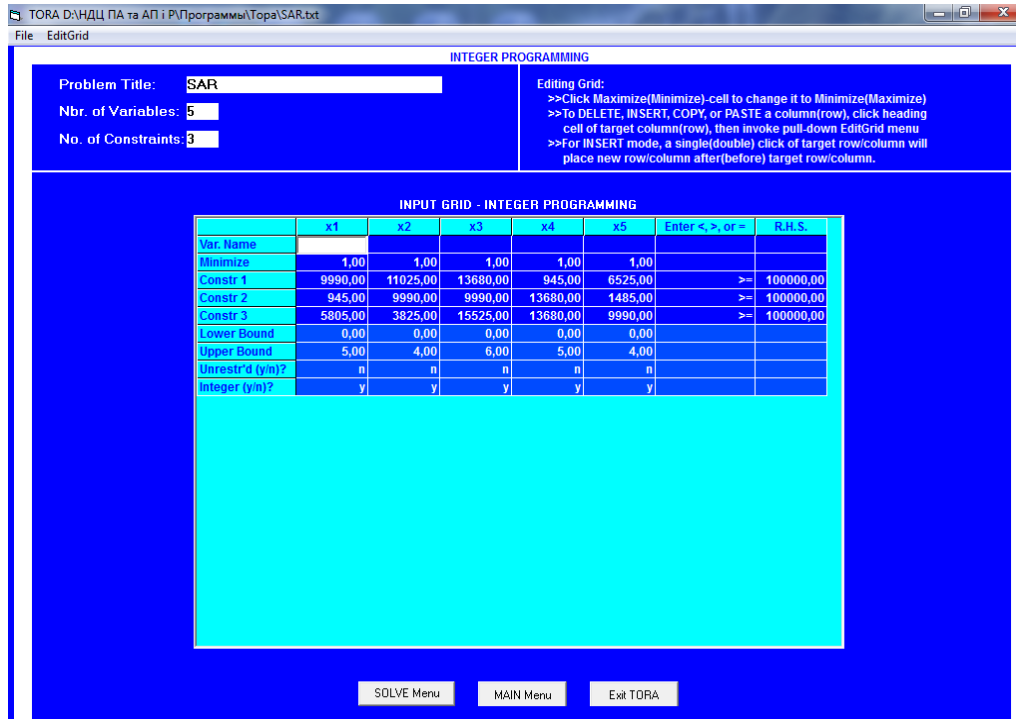 TORA D:\НДЦ ПА та АП і Р\Программы\Тора\SAR.txt
File EditGrid
INTEGER PROGRAMMING
Problem Title: SAR
Nbr. of Variables: 5
No. of Constraints: 3
Editing Grid:
>>Click Maximize(Minimize)-cell to change it to Minimize(Maximize)
>>To DELETE, INSERT, COPY, or PASTE a column(row), click heading
cell of target column(row), then invoke pull-down EditGrid menu
>>For INSERT mode, a single(double) click of target row/column will
place new row/column after(before) target row/column.
INPUT GRID - INTEGER PROGRAMMING
x1 x2 x3 x4 x5 Enter <, >, or = R.H.S.
Var. Name
Minimize 1,00 1,00 1,00 1,00 1,00
Constr 1 9990,00 11025,00 13680,00 945,00 6525,00 >= 100000,00
Constr 2 945,00 9990,00 9990,00 13680,00 1485,00 >= 100000,00
Constr 3 5805,00 3825,00 15525,00 13680,00 9990,00 >= 100000,00
Lower Bound 0,00 0,00 0,00 0,00 0,00
Upper Bound 5,00 4,00 6,00 5,00 4,00
Unrestr'd (y/n)? n n n n n
Integer (y/n)? y y y y y
SOLVE Menu MAIN Menu Exit TORA